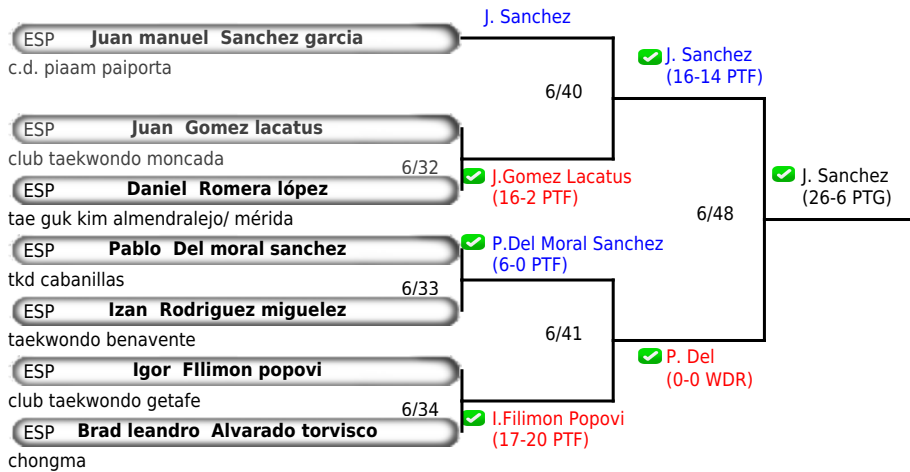 J. Sanchez
ESP Juan manuel Sanchez garcia
c.d. piaam paiporta
J. Sanchez
(16-14 PTF)
6/40
ESP Juan Gomez lacatus
club taekwondo moncada
6/32
J.Gomez Lacatus
(16-2 PTF)
ESP Daniel Romera lópez
tae guk kim almendralejo/ mérida
J. Sanchez
(26-6 PTG)
6/48
ESP Pablo Del moral sanchez
tkd cabanillas
P.Del Moral Sanchez
(6-0 PTF)
6/33
ESP Izan Rodriguez miguelez
taekwondo benavente
6/41
P. Del
(0-0 WDR)
ESP Igor FIlimon popovi
club taekwondo getafe
6/34
I.Filimon Popovi
(17-20 PTF)
ESP Brad leandro Alvarado torvisco
chongma